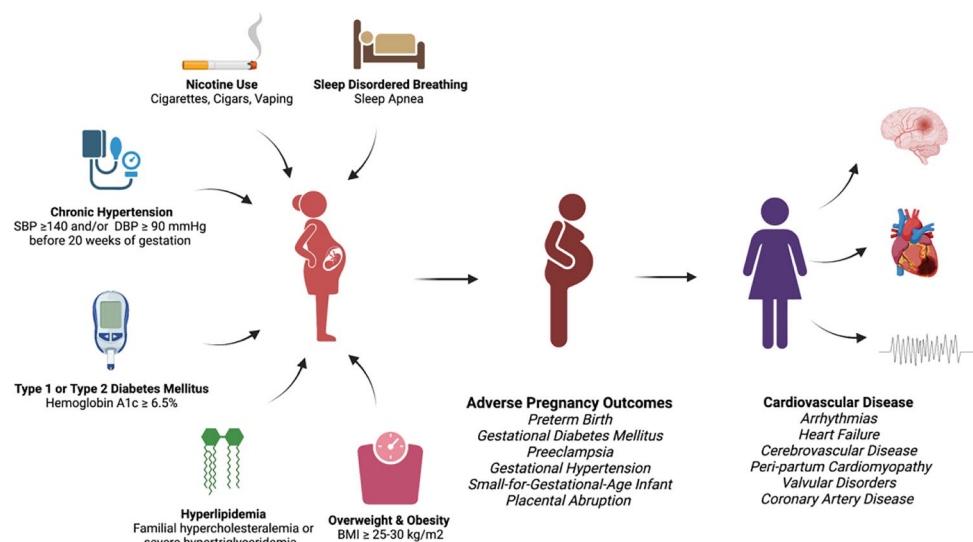 Nicotine Use
Cigarettes, Cigars, Vaping
Sleep Disordered Breathing
Sleep Apnea
Chronic Hypertension
SBP ≥140 and/or DBP ≥ 90 mmHg
before 20 weeks of gestation
Type 1 or Type 2 Diabetes Mellitus
Hemoglobin A1c ≥ 6.5%
Hyperlipidemia
Familial hypercholesteralemia or
severe hypertriglyceridemia
Overweight & Obesity
BMI ≥ 25-30 kg/m2
Adverse Pregnancy Outcomes
Preterm Birth
Gestational Diabetes Mellitus
Preeclampsia
Gestational Hypertension
Small-for-Gestational-Age Infant
Placental Abruption
Cardiovascular Disease
Arrhythmias
Heart Failure
Cerebrovascular Disease
Peri-partum Cardiomyopathy
Valvular Disorders
Coronary Artery Disease